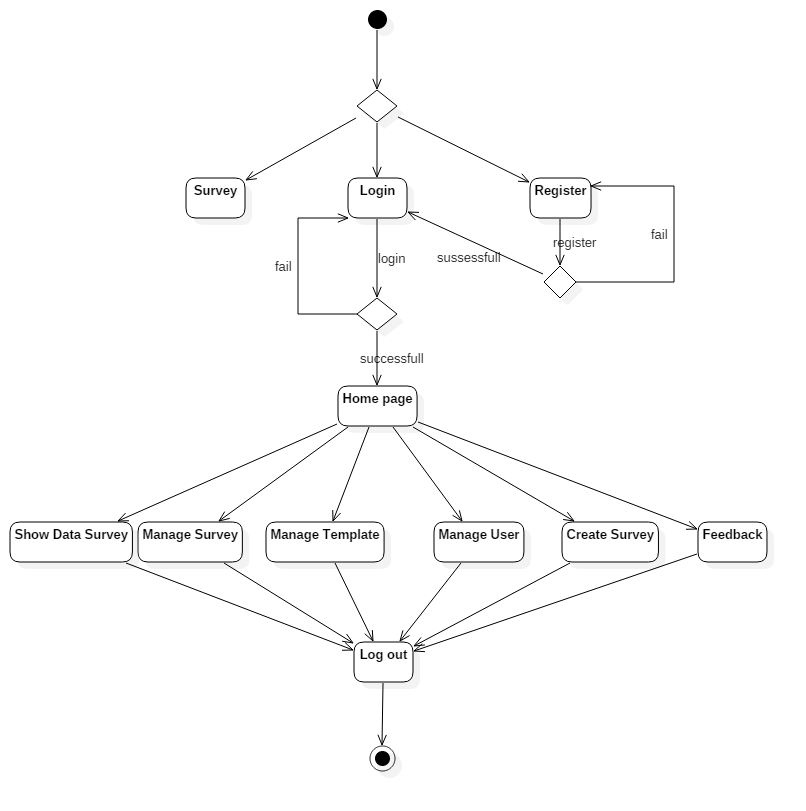 Survey
Login
Register
register
fail
sussessfull
login
fail
successfull
Home page
Show Data Survey
Manage Survey
Manage Template
Manage User
Create Survey
Feedback
Log out